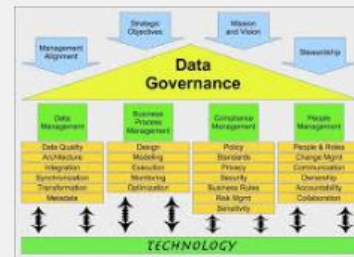 Strategic
Objectives
Mission
and Vision
Management
Alignment
Stewardship
Data
Governance
Data
Management
Business
Process
Management
Compliance
Management
People
Management
Data Quality
Architecture
Integration
Synchronization
Transformation
Metadata
Design
Modeling
Execution
Monitoring
Optimization
Policy
Standards
Privacy
Security
Business Rules
Risk Mgmt
Sensitivity
People & Roles
Change Mgmt
Communication
Ownership
Accountability
Collaboration
TECHNOLOGY